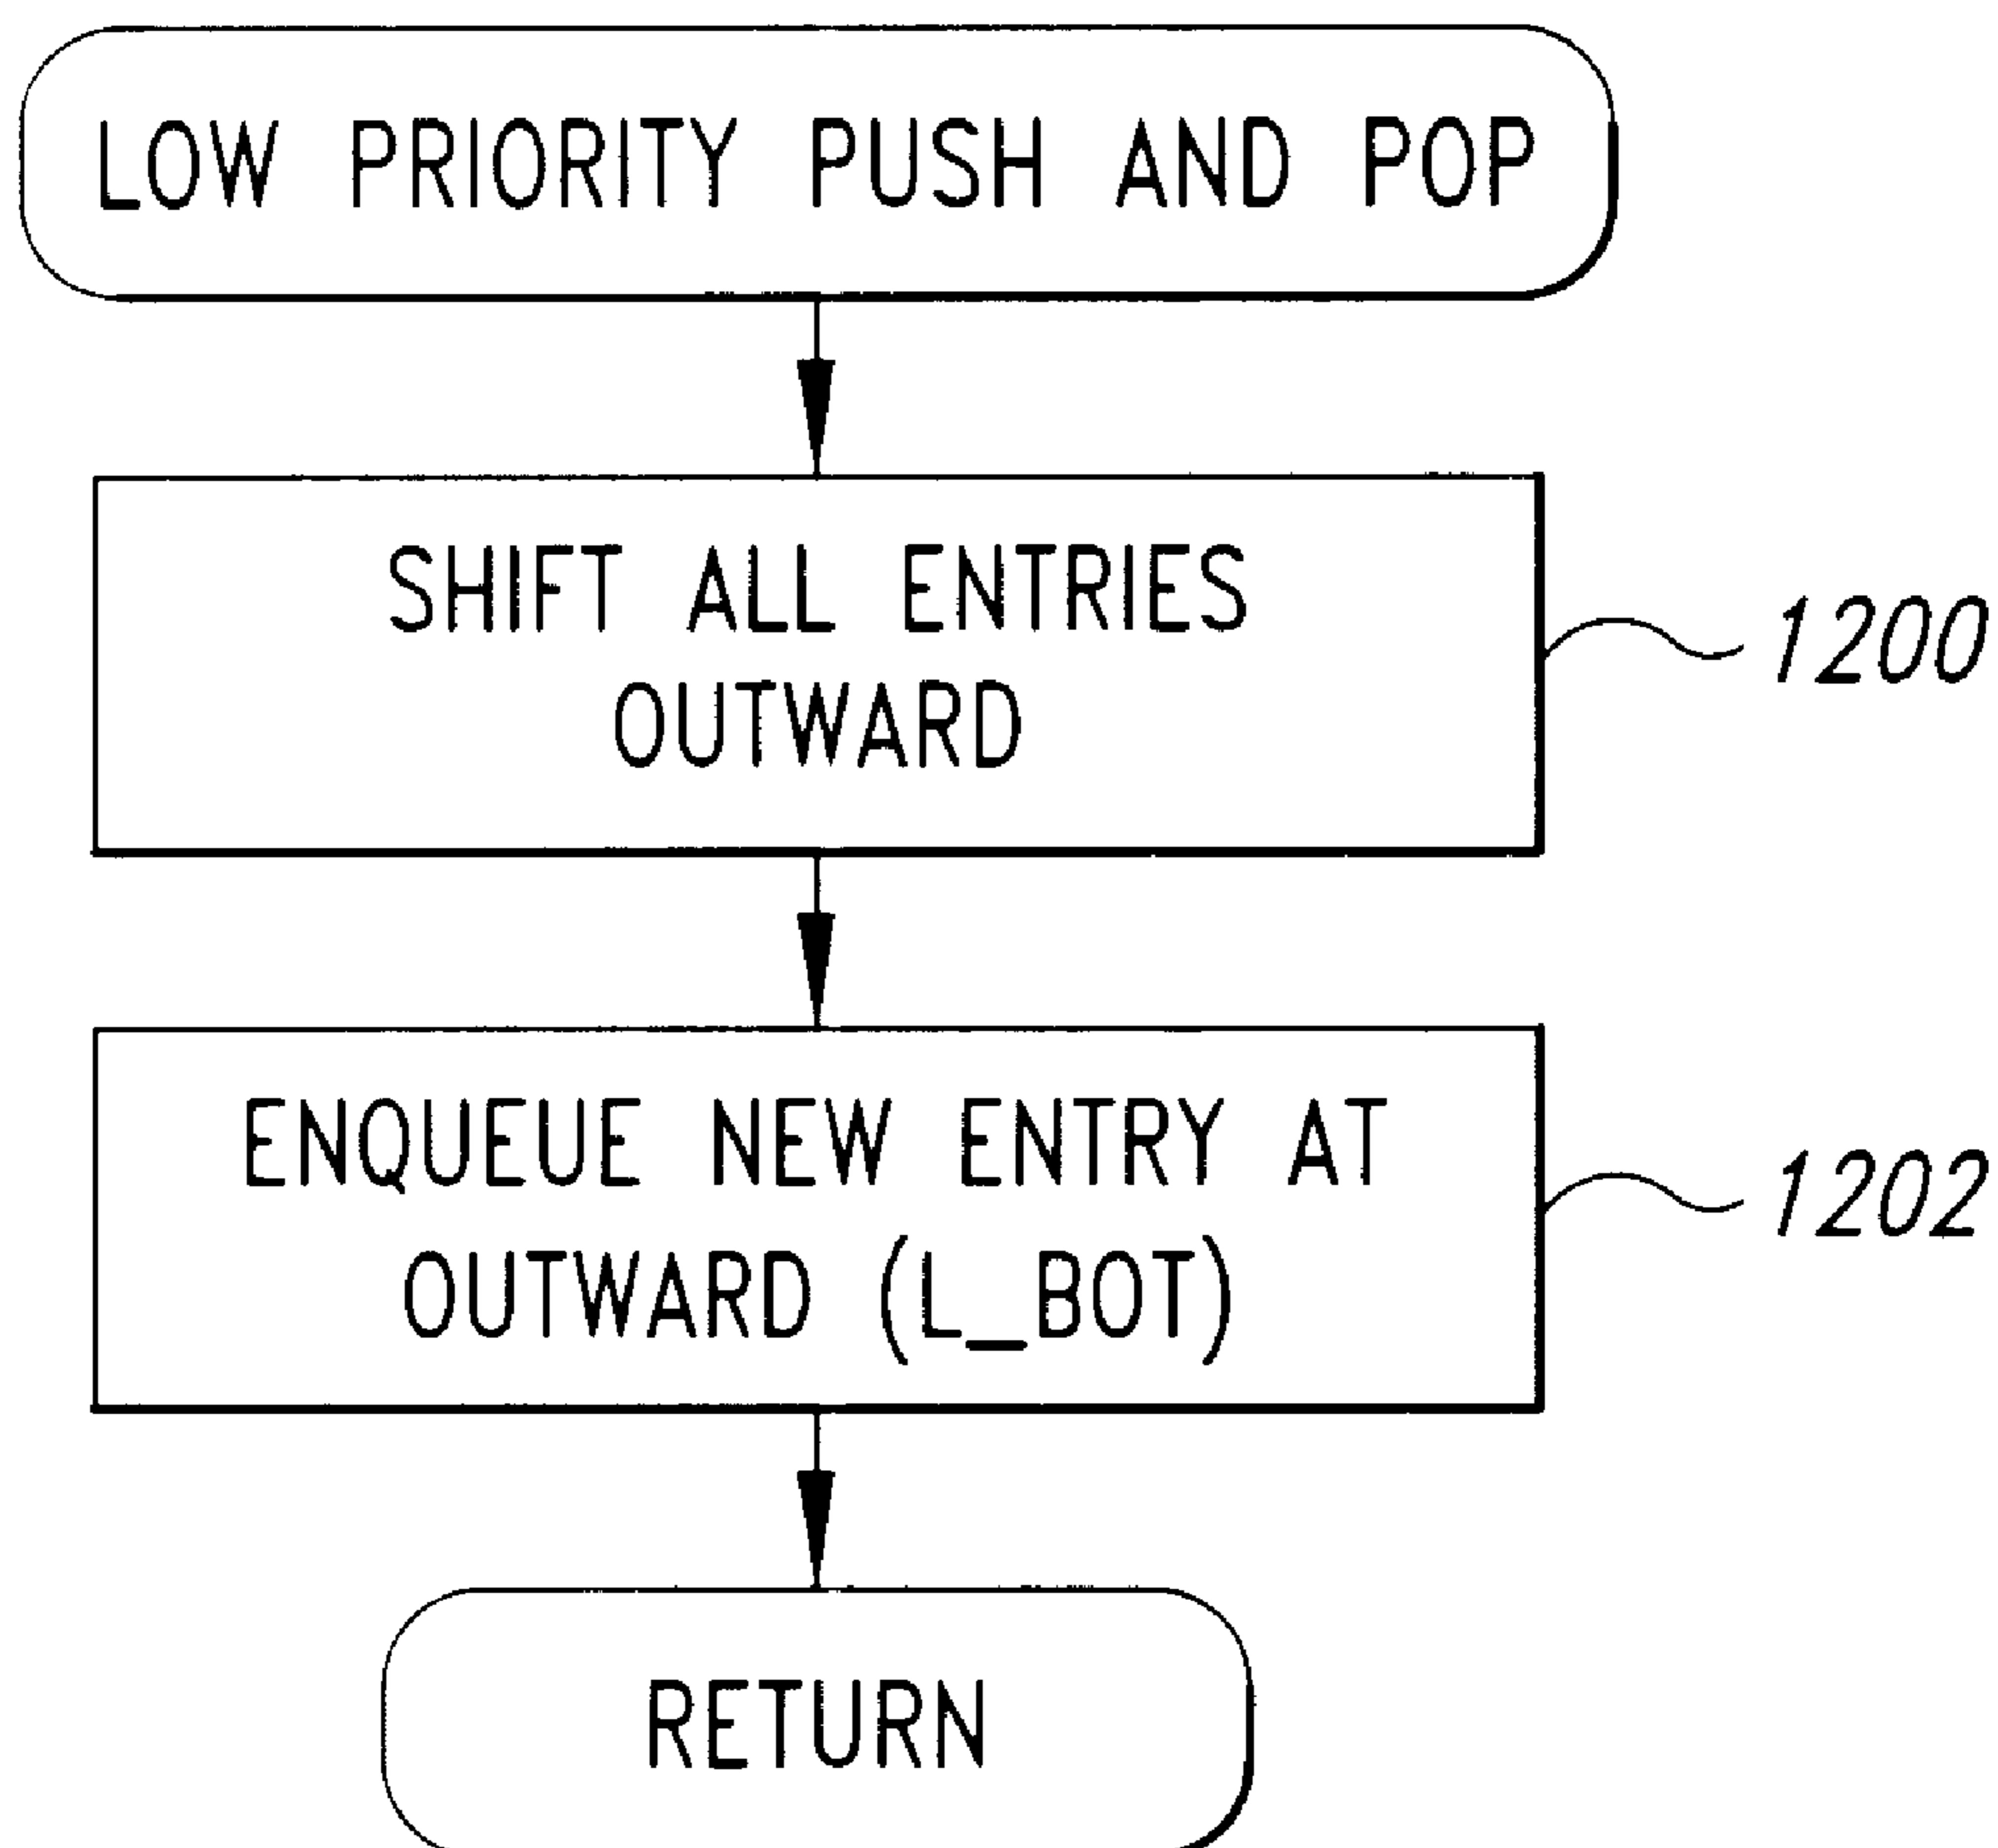 LOW PRIORITY PUSH AND POP
SHIFT ALL ENTRIES
OUTWARD
1200
ENQUEUE NEW ENTRY AT
OUTWARD (L_BOT)
1202
RETURN